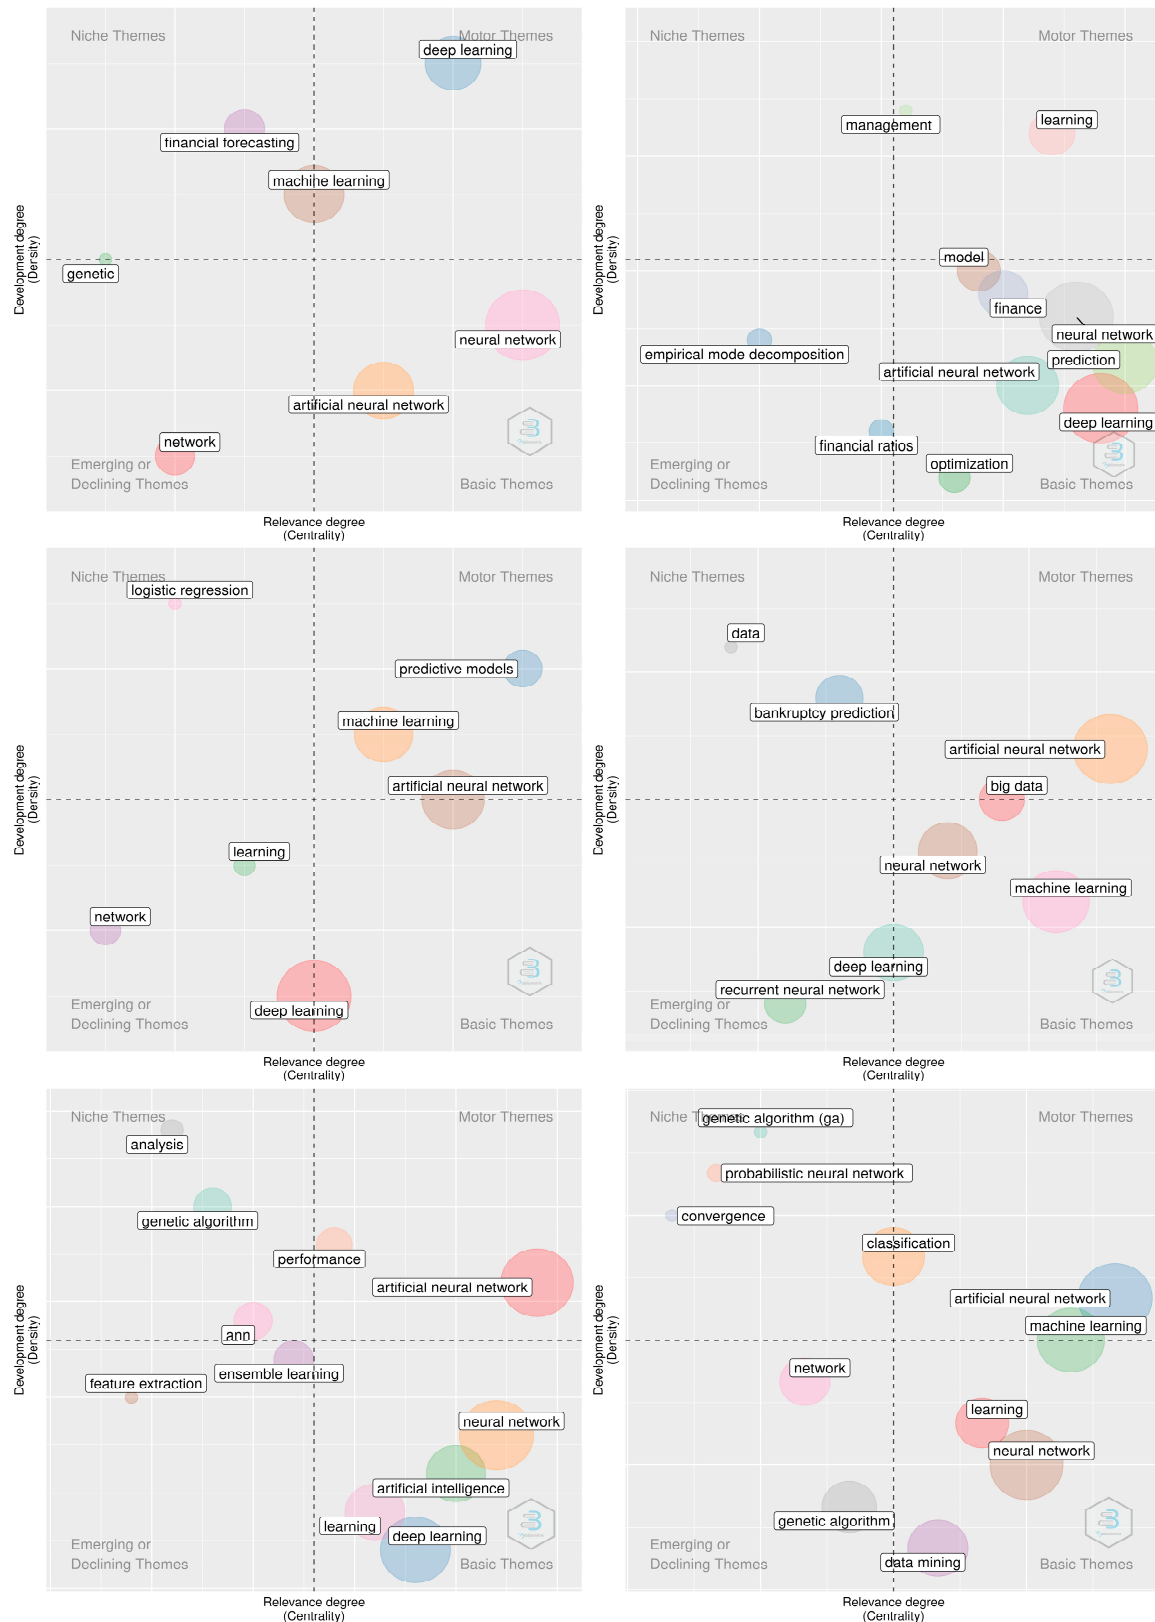 Niche Themes
Motor Themes
deep learning
financial forecasting
machine learning
genetic
neural network
artificial neural network
network
Emerging or
Declining Themes
Basic Themes
Development degree
(Density)
Relevance degree
(Centrality)
Niche Themes
Motor Themes
management
learning
model
finance
neural network
empirical mode decomposition
prediction
artificial neural network
deep learning
financial ratios
optimization
Emerging or
Declining Themes
Basic Themes
Development degree
(Density)
Relevance degree
(Centrality)
Niche Themes
Motor Themes
logistic regression
predictive models
machine learning
artificial neural network
learning
network
deep learning
Emerging or
Declining Themes
Basic Themes
Development degree
(Density)
Relevance degree
(Centrality)
Niche Themes
Motor Themes
data
bankruptcy prediction
artificial neural network
big data
neural network
machine learning
deep learning
recurrent neural network
Emerging or
Declining Themes
Basic Themes
Development degree
(Density)
Relevance degree
(Centrality)
Niche Themes
Motor Themes
analysis
genetic algorithm
performance
artificial neural network
ann
ensemble learning
feature extraction
neural network
artificial intelligence
learning
deep learning
Emerging or
Declining Themes
Basic Themes
Development degree
(Density)
Relevance degree
(Centrality)
Niche Themes
Motor Themes
genetic algorithm (ga)
probabilistic neural network
convergence
classification
artificial neural network
machine learning
network
learning
neural network
genetic algorithm
data mining
Emerging or
Declining Themes
Basic Themes
Development degree
(Density)
Relevance degree
(Centrality)